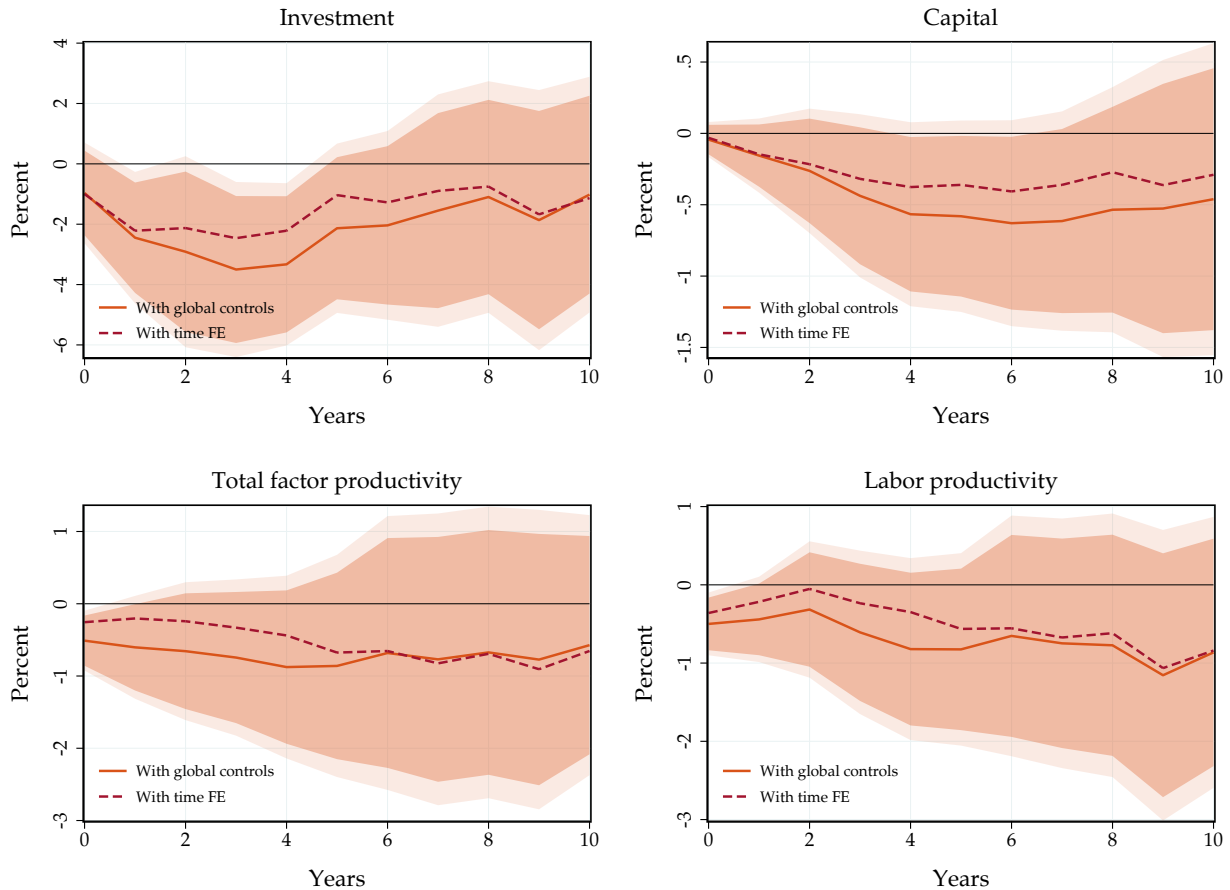 Investment
Percent
4
2
0
-2
-4
-6
With global controls
With time FE
0 2 4 6 8 10
Years
Capital
Percent
.5
0
-.5
-1
-1.5
With global controls
With time FE
0 2 4 6 8 10
Years
Total factor productivity
Percent
1
0
-1
-2
-3
With global controls
With time FE
0 2 4 6 8 10
Years
Labor productivity
Percent
1
0
-1
-2
-3
With global controls
With time FE
0 2 4 6 8 10
Years